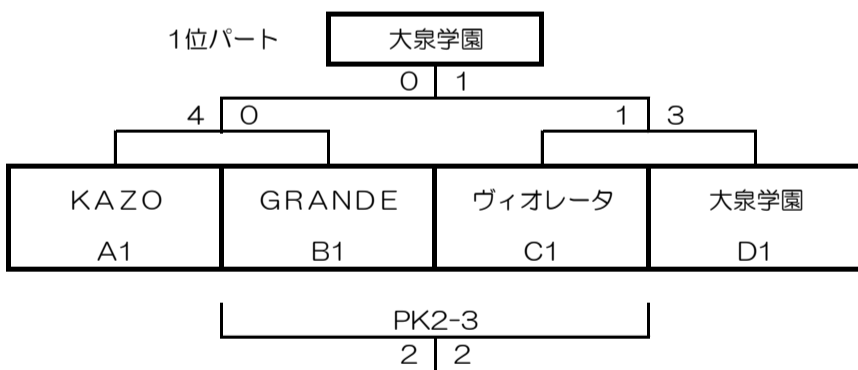 1位パート 大泉学園
0 1
4 0 1 3
KAZO GRANDE ヴィオレータ 大泉学園
A1 B1 C1 D1
PK2-3
2 2